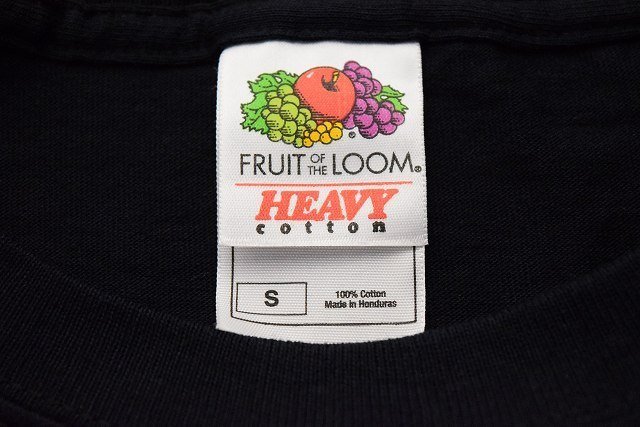 FRUIT OF THE LOOM®
HEAVY
cotton
S
100% Cotton
Made in Honduras